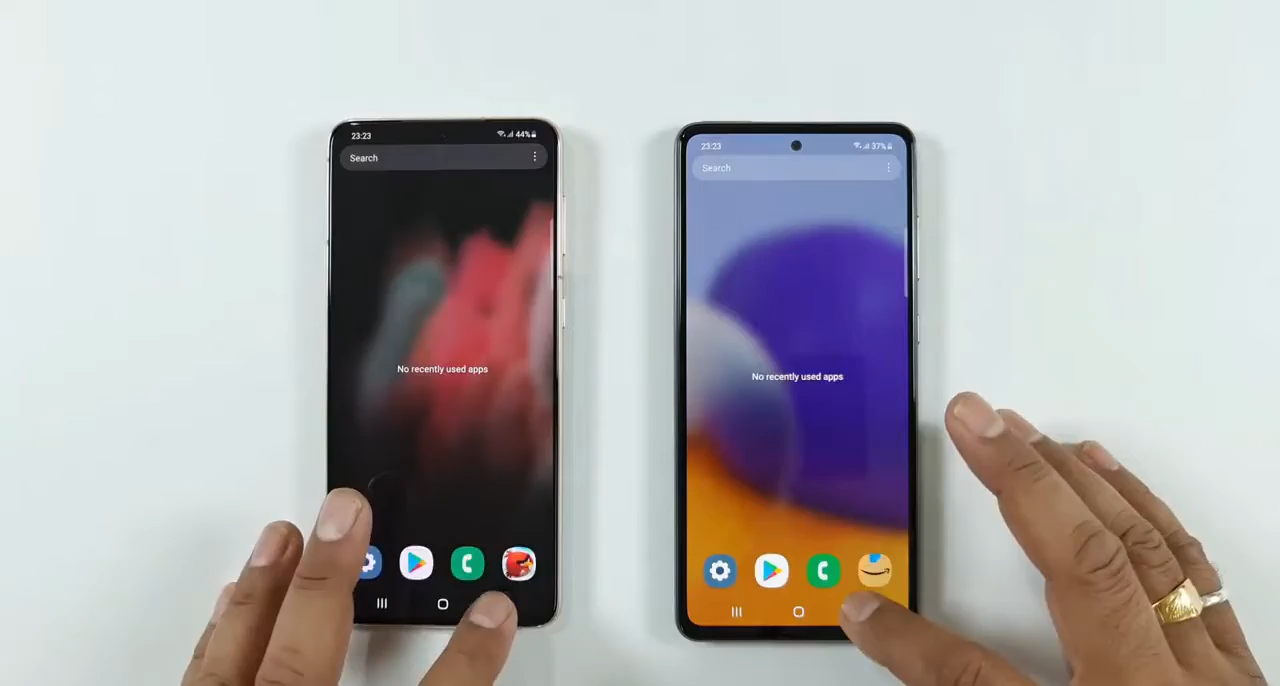 23:23
44%
Search
No recently used apps
23:23
37%
Search
No recently used apps